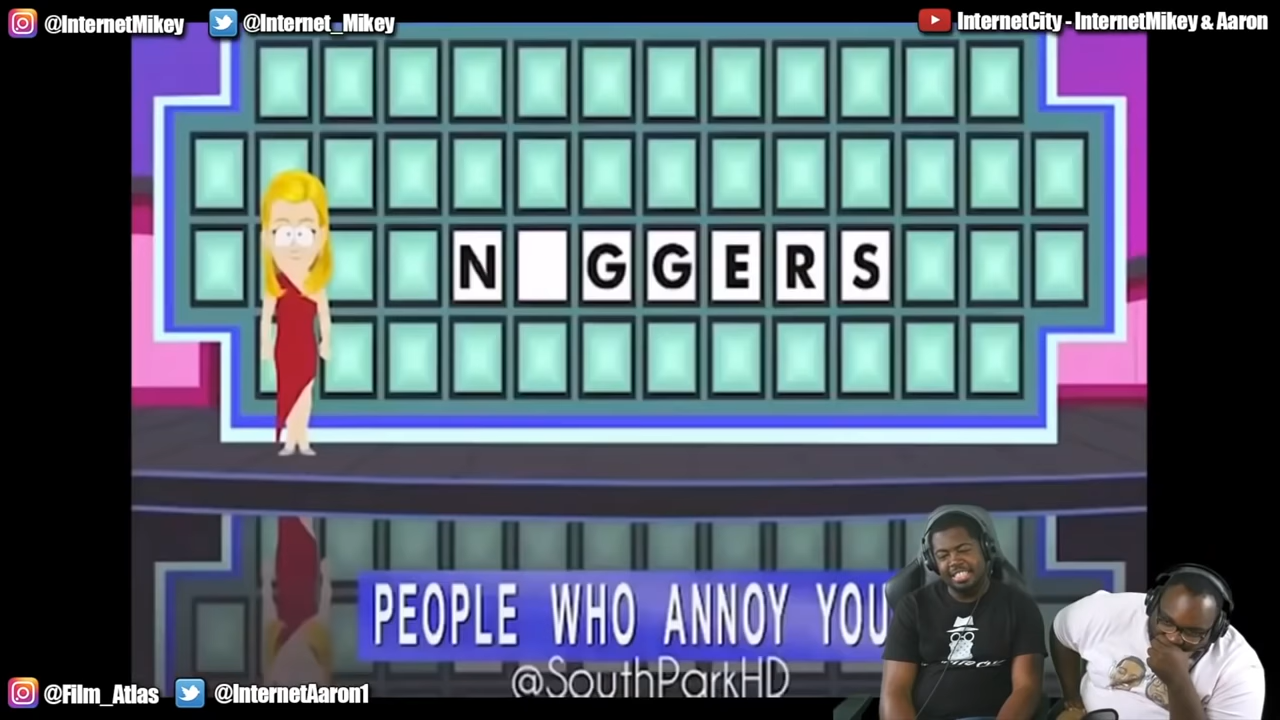 @InternetMikey @Internet_Mikey InternetCity - InternetMikey & Aaron
N GGERS
PEOPLE WHO ANNOY YOU
@SouthParkHD
@Film_Atlas @InternetAaron1